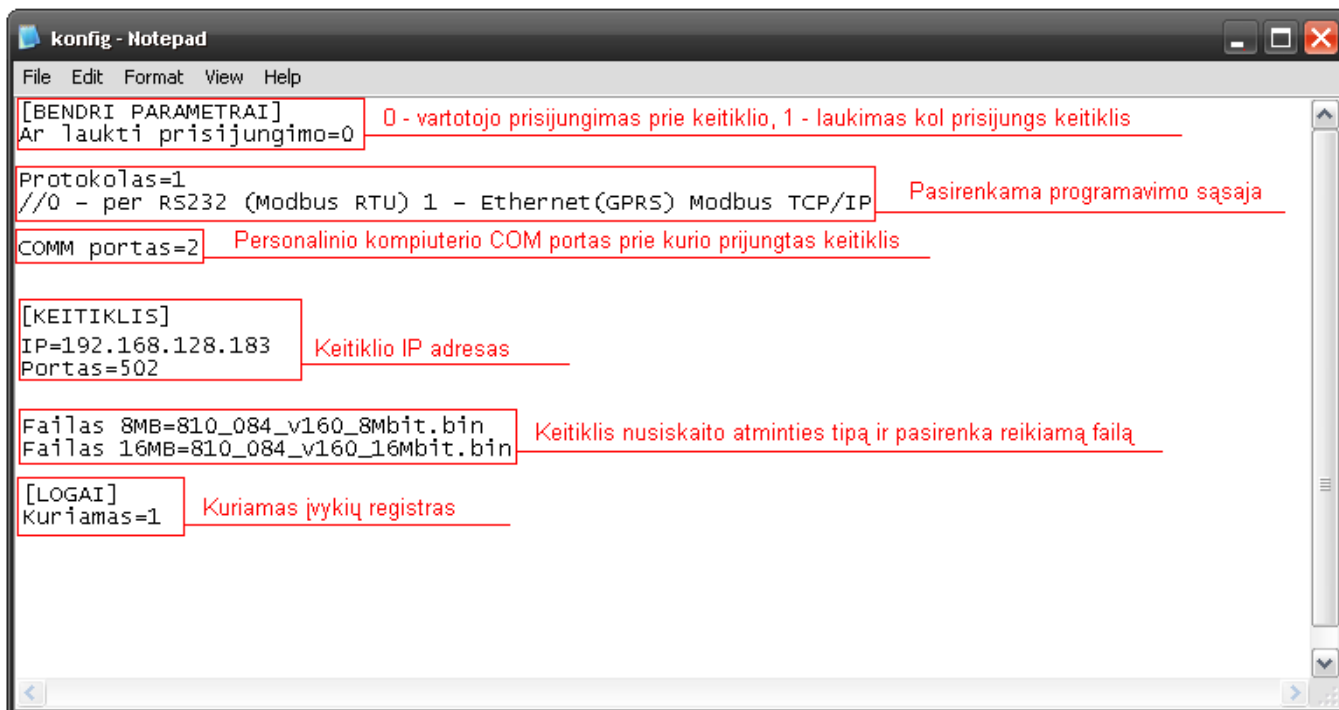 konfig - Notepad
File Edit Format View Help
[BENDRI PARAMETRAI]
Ar laukti prisijungimo=0
0 - vartotojo prisijungimas prie keitiklio, 1 - laukimas kol prisijungs keitiklis
Protokolas=1
//0 – per RS232 (Modbus RTU) 1 – Ethernet(GPRS) Modbus TCP/IP
Pasirenkama programavimo sąsaja
COMM portas=2
Personalinio kompiuterio COM portas prie kurio prijungtas keitiklis
[KEITIKLIS]
IP=192.168.128.183
Portas=502
Keitiklio IP adresas
Failas 8MB=810_084_v160_8Mbit.bin
Failas 16MB=810_084_v160_16Mbit.bin
Keitiklis nusiskaito atminties tipą ir pasirenka reikiamą failą
[LOGAI]
Kuriamas=1
Kuriamas įvykių registras